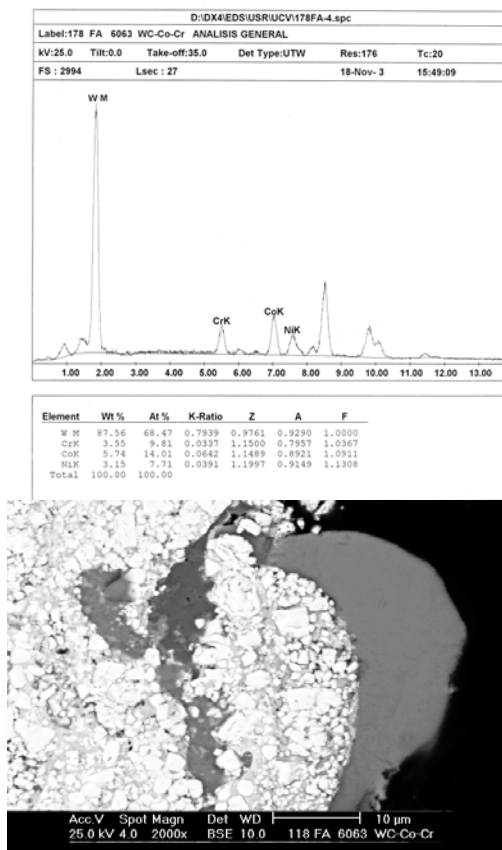 D:\DX4\EDS\USR\UCV\178FA-4.spc
Label:178 FA 6063 WC-Co-Cr ANALISIS GENERAL
kV:25.0 Tilt:0.0 Take-off:35.0 Det Type:UTW Res:176 Tc:20
FS : 2994 Lsec : 27 18-Nov- 3 15:49:09
W M
CrK
CoK
NiK
1.00 2.00 3.00 4.00 5.00 6.00 7.00 8.00 9.00 10.00 11.00 12.00 13.00
Element Wt % At % K-Ratio Z A F
W M 87.56 68.47 0.7939 0.9761 0.9290 1.0000
CrK 3.55 9.81 0.0337 1.1500 0.7957 1.0367
CoK 5.74 14.01 0.0642 1.1489 0.8921 1.0911
NiK 3.15 7.71 0.0391 1.1997 0.9149 1.1308
Total 100.00 100.00
Acc.V Spot Magn Det WD 10 µm
25.0 kV 4.0 2000x BSE 10.0 118 FA 6063 WC-Co-Cr